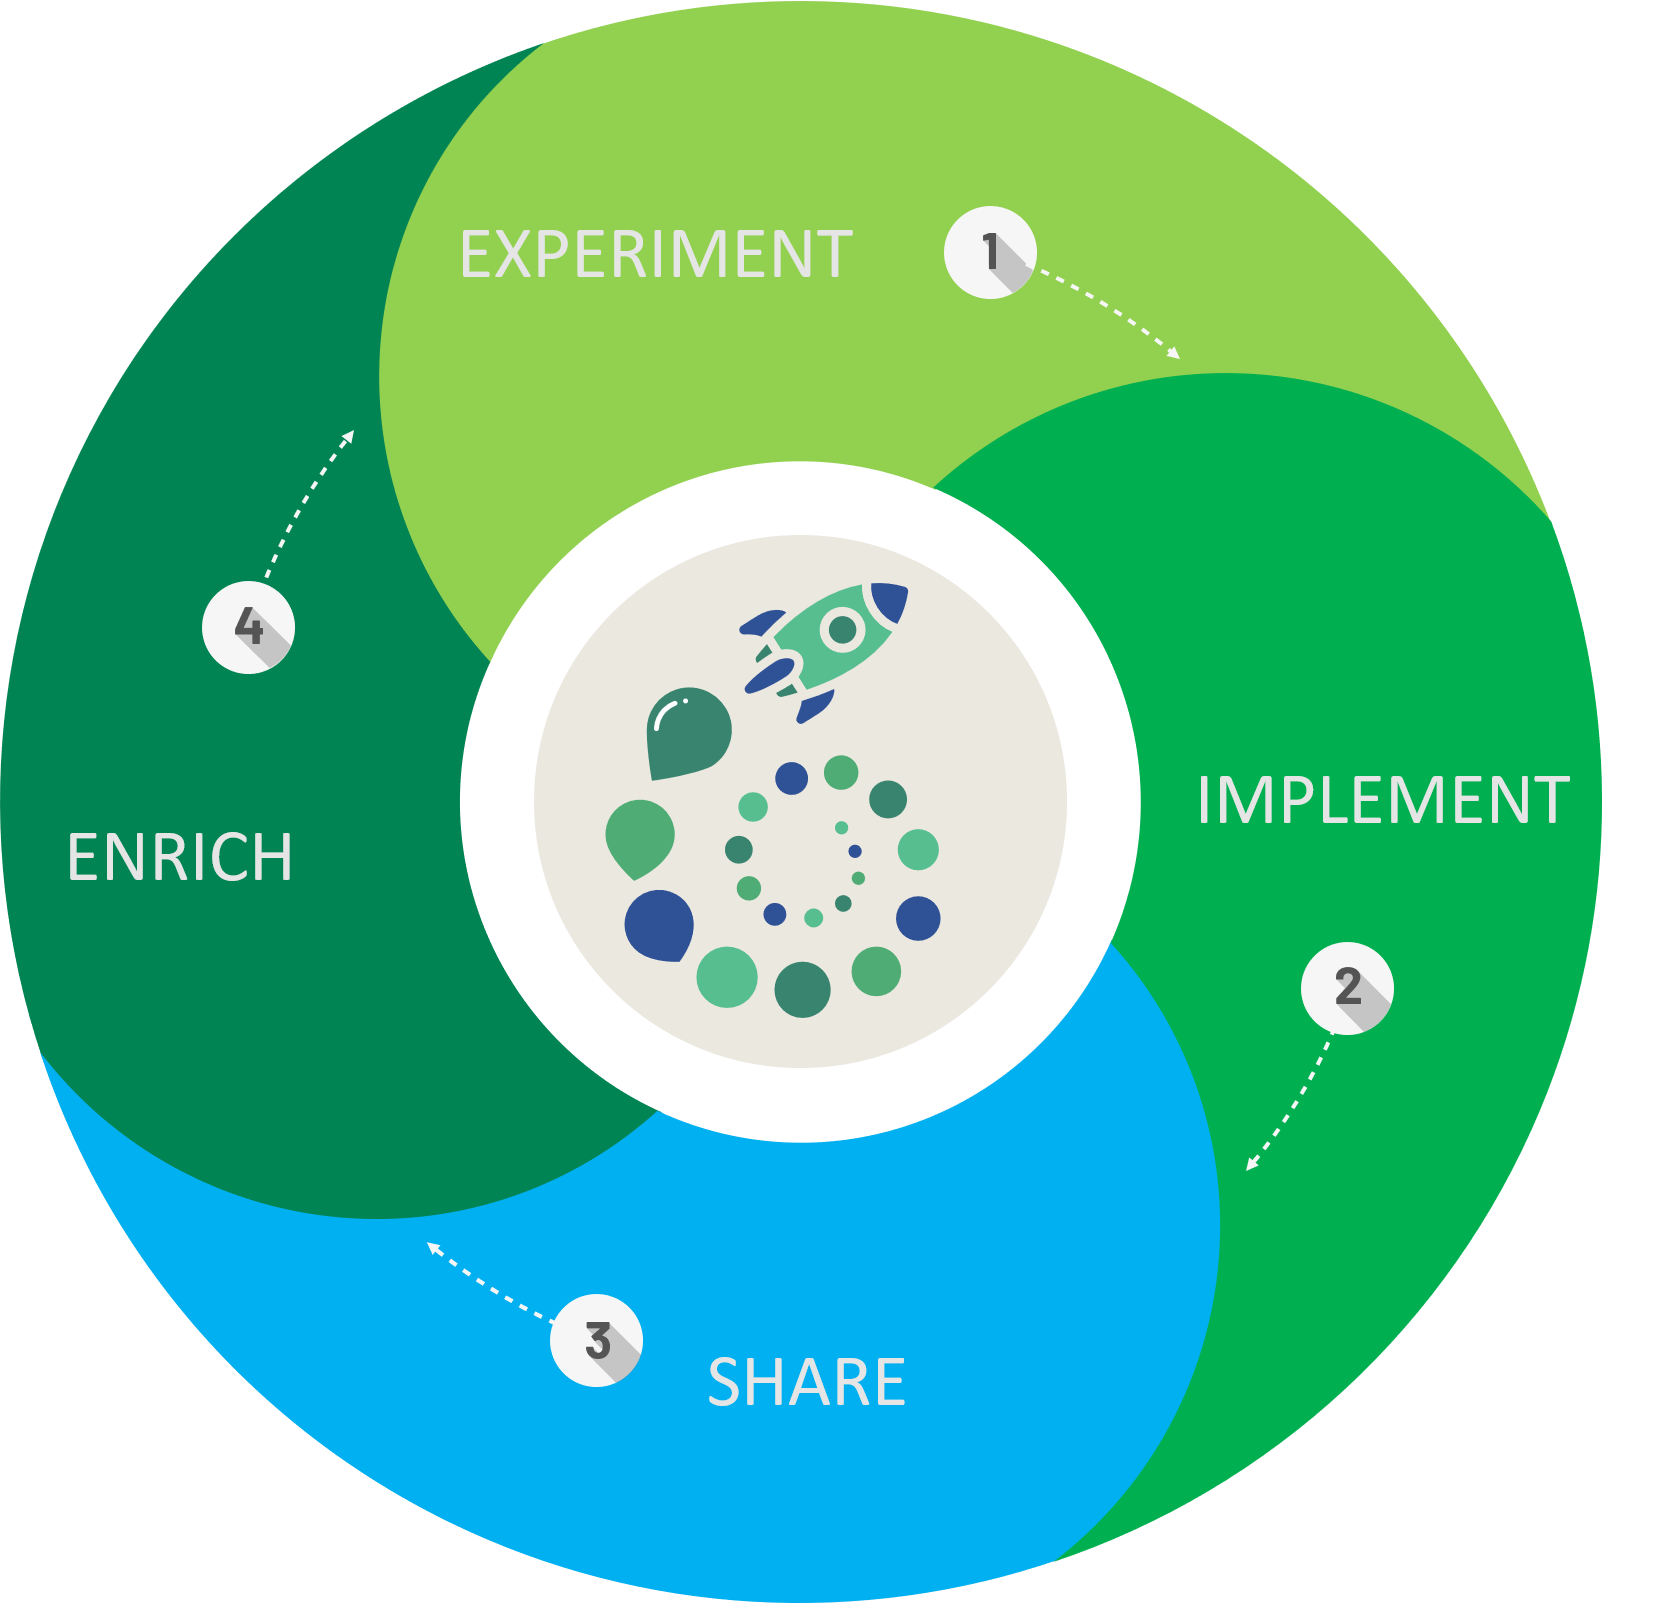 EXPERIMENT
1
IMPLEMENT
2
SHARE
3
ENRICH
4